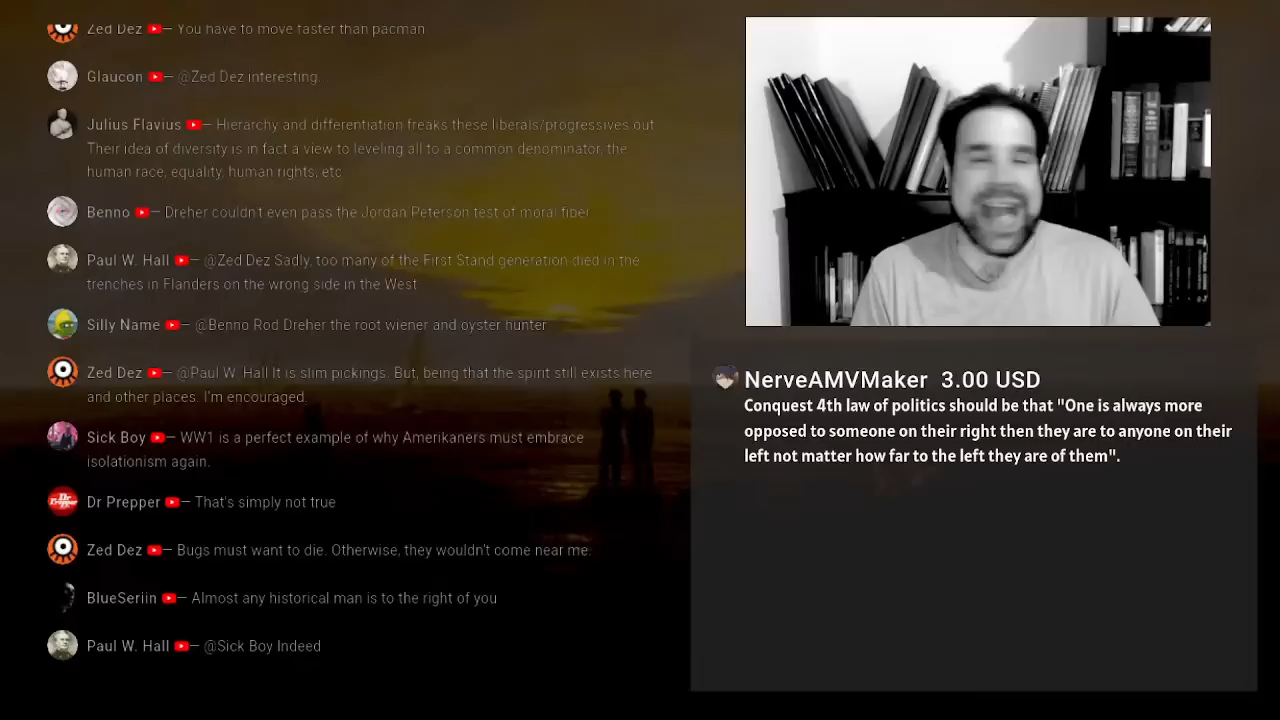 Zed Dez — You have to move faster than pacman
Glaucon — @Zed Dez interesting.
Julius Flavius — Hierarchy and differentiation freaks these liberals/progressives out
Their idea of diversity is in fact a view to leveling all to a common denominator, the
human race, equality, human rights, etc
Benno — Dreher couldn't even pass the Jordan Peterson test of moral fiber
Paul W. Hall — @Zed Dez Sadly, too many of the First Stand generation died in the
trenches in Flanders on the wrong side in the West
Silly Name — @Benno Rod Dreher the root wiener and oyster hunter
Zed Dez — @Paul W. Hall It is slim pickings. But, being that the spirit still exists here
and other places. I'm encouraged.
Sick Boy — WW1 is a perfect example of why Amerikaners must embrace
isolationism again.
Dr Prepper — That's simply not true
Zed Dez — Bugs must want to die. Otherwise, they wouldn't come near me.
BlueSeriin — Almost any historical man is to the right of you
Paul W. Hall — @Sick Boy Indeed
NerveAMVMaker 3.00 USD
Conquest 4th law of politics should be that "One is always more
opposed to someone on their right then they are to anyone on their
left not matter how far to the left they are of them".